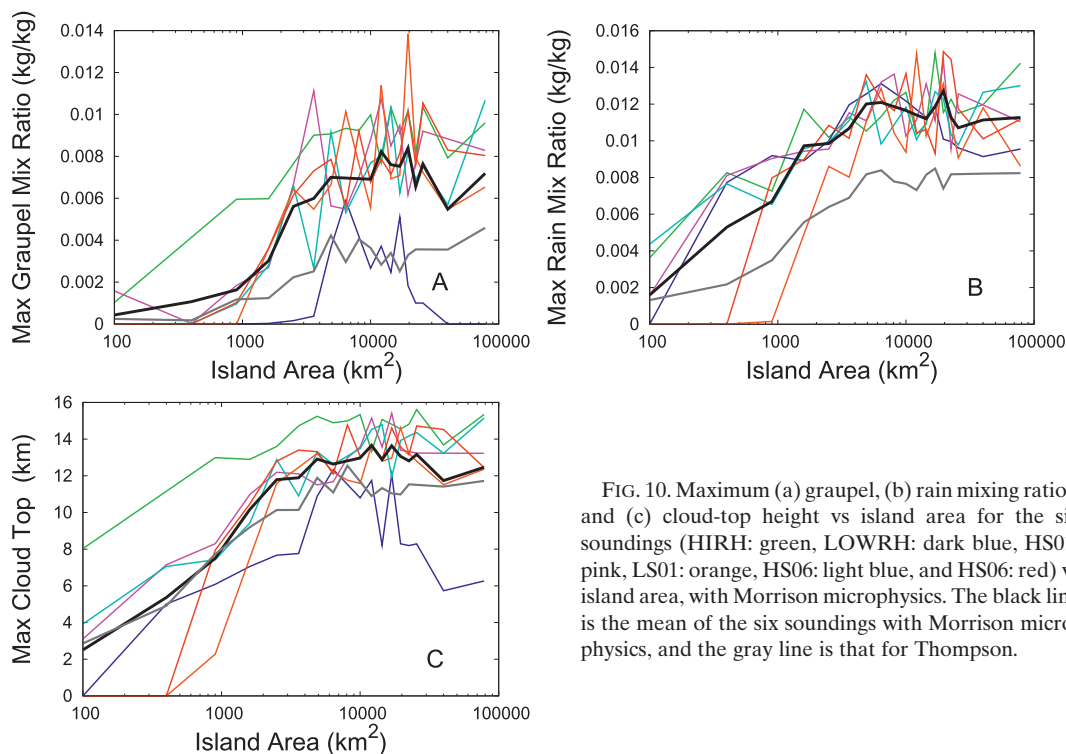 0.014
0.012
0.01
0.008
0.006
0.004
0.002
0
Max Graupel Mix Ratio (kg/kg)
A
100 1000 10000 100000
Island Area (km²)
0.016
0.014
0.012
0.01
0.008
0.006
0.004
0.002
0
Max Rain Mix Ratio (kg/kg)
B
100 1000 10000 100000
Island Area (km²)
16
14
12
10
8
6
4
2
0
Max Cloud Top (km)
C
100 1000 10000 100000
Island Area (km²)
FIG. 10. Maximum (a) graupel, (b) rain mixing ratio
and (c) cloud-top height vs island area for the
soundings (HIRH: green, LOWRH: dark blue,
pink, LS01: orange, HS06: light blue, and HS06: red)
island area, with Morrison microphysics. The black
is the mean of the six soundings with Morrison micro
physics, and the gray line is that for Thompson.